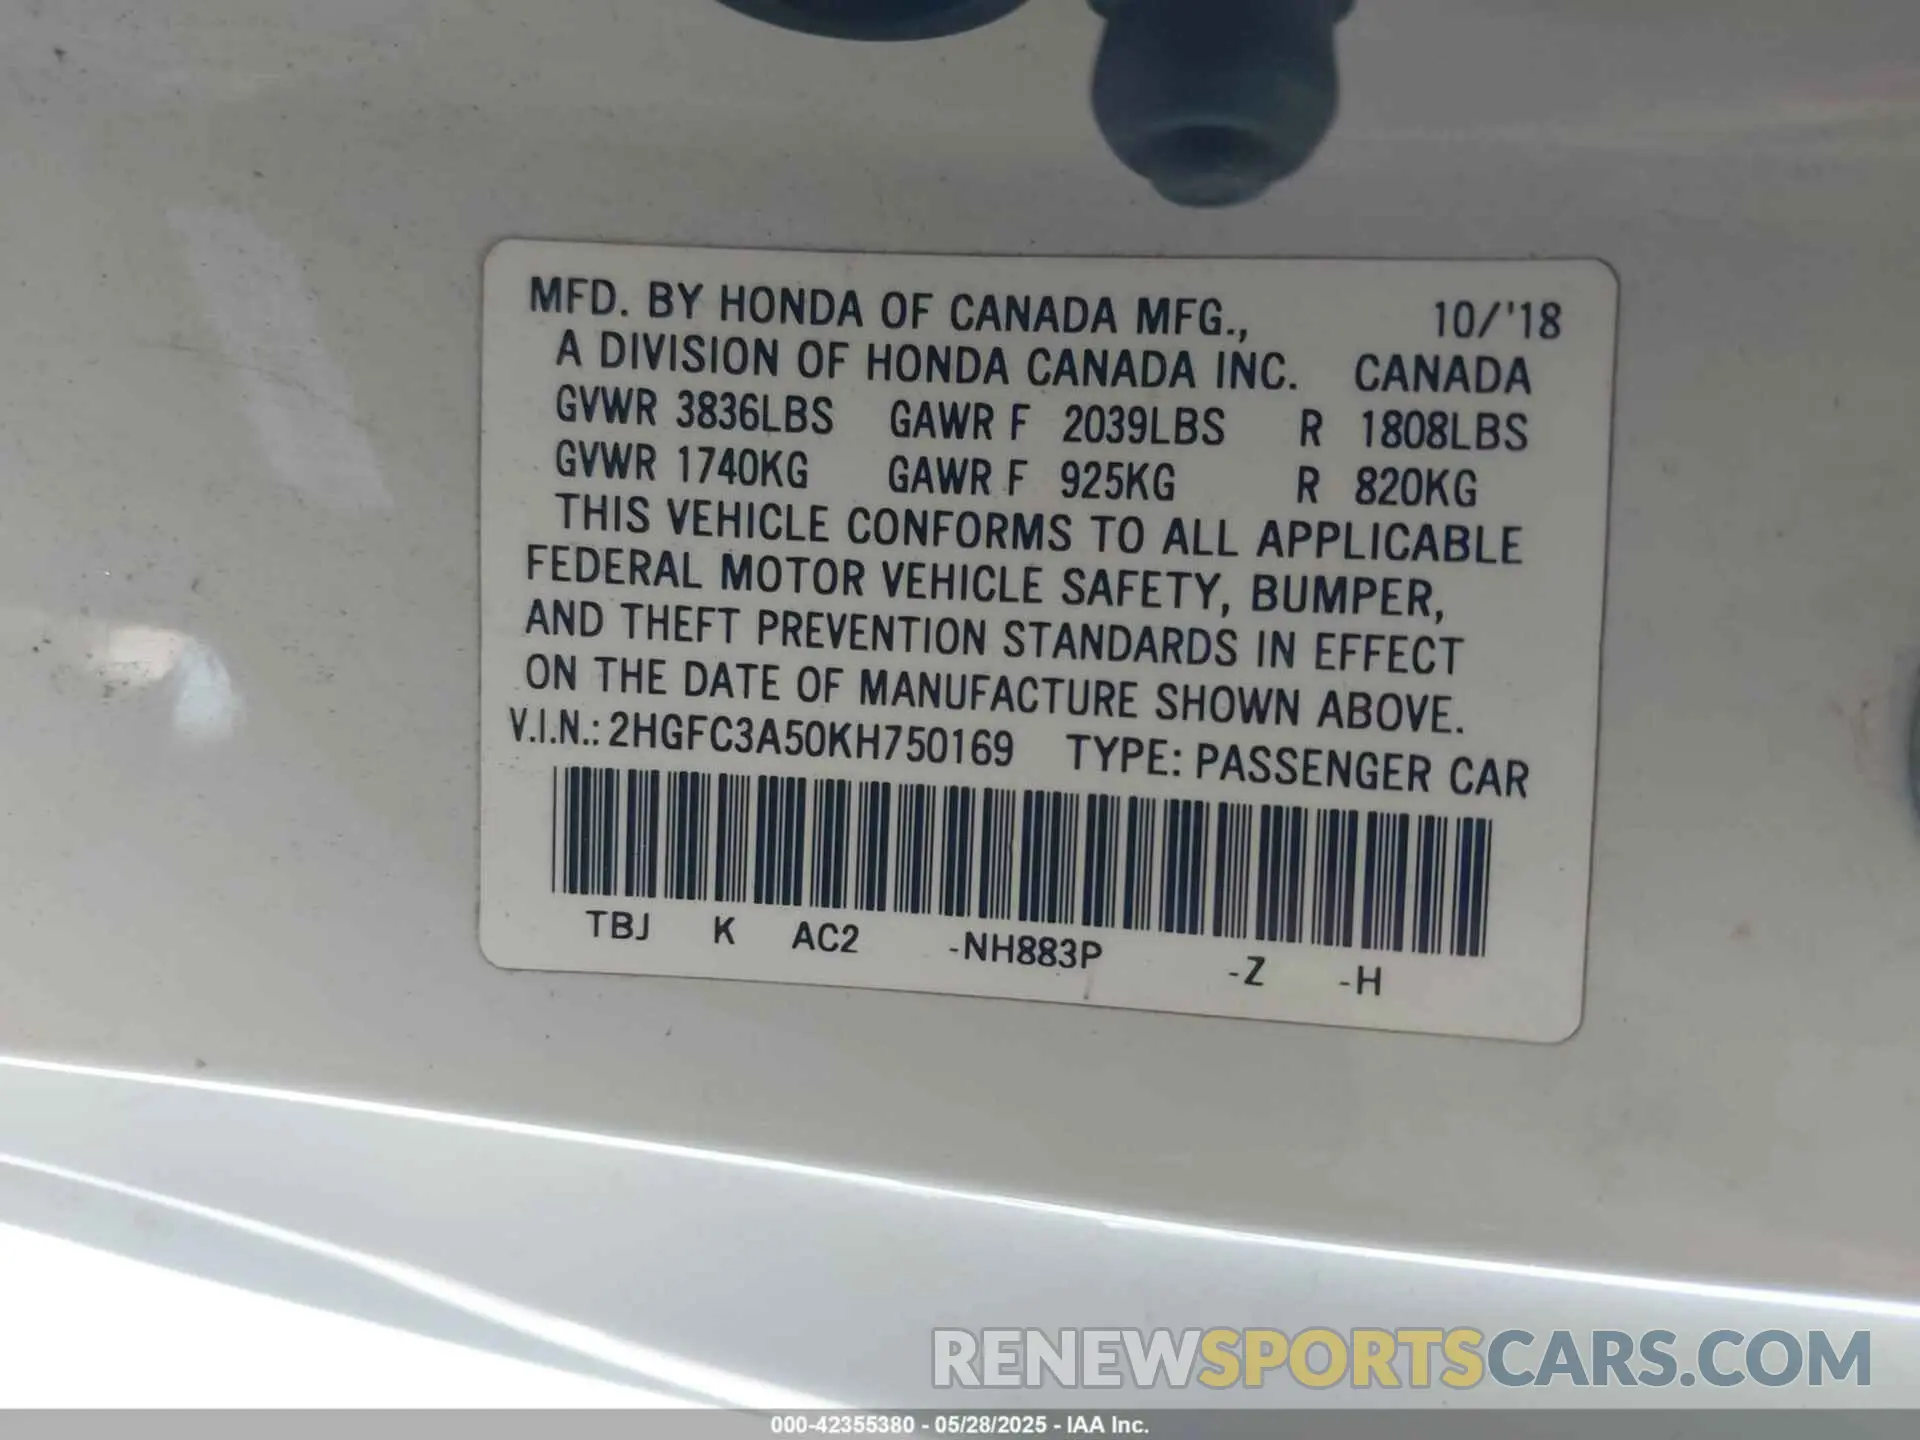 MFD. BY HONDA OF CANADA MFG., 10/'18
A DIVISION OF HONDA CANADA INC. CANADA
GVWR 3836LBS GAWR F 2039LBS R 1808LBS
GVWR 1740KG GAWR F 925KG R 820KG
THIS VEHICLE CONFORMS TO ALL APPLICABLE
FEDERAL MOTOR VEHICLE SAFETY, BUMPER,
AND THEFT PREVENTION STANDARDS IN EFFECT
ON THE DATE OF MANUFACTURE SHOWN ABOVE.
V.I.N.: 2HGFC3A50KH750169 TYPE: PASSENGER CAR
TBJ K AC2 -NH883P -Z -H
RENEWSPORTSCARS.COM
000-42355380 - 05/28/2025 - IAA Inc.